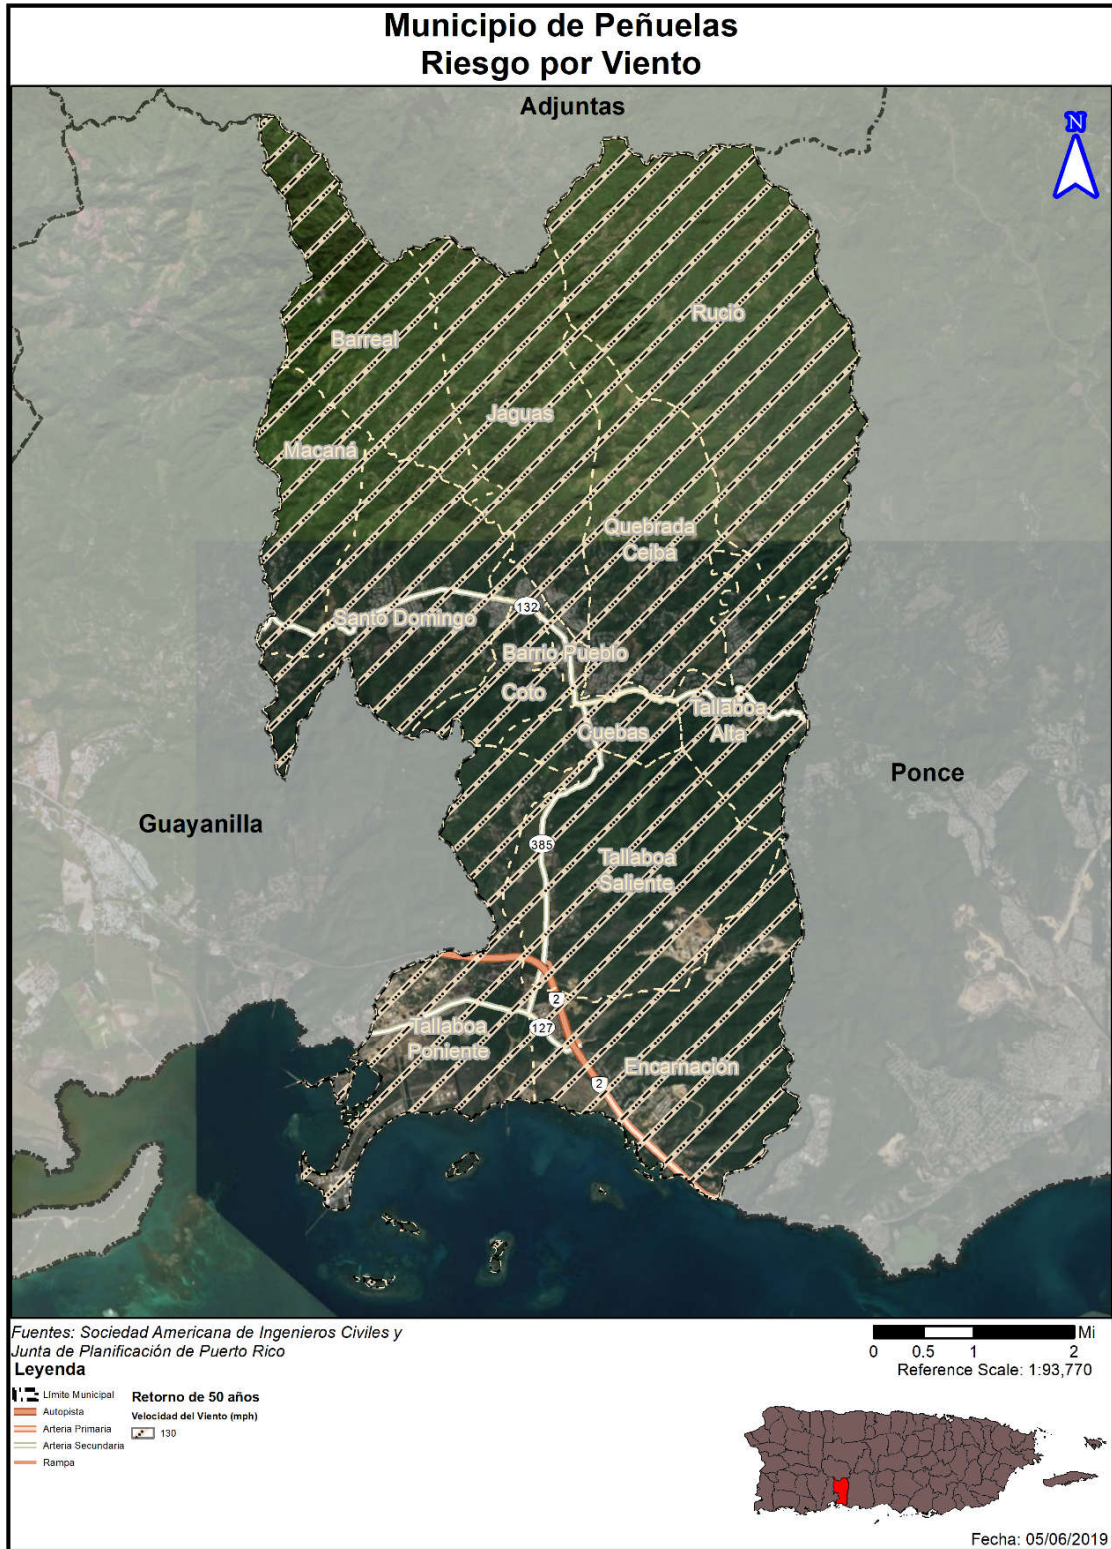 Municipio de Peñuelas
Riesgo por Viento
Adjuntas
N
Rucio
Barreal
Jaguas
Macaná
Quebrada
Ceiba
132
Santo Domingo
Barrio Pueblo
Coto
Tallaboa
Alta
Cuebas
Ponce
Guayanilla
385
Tallaboa
Saliente
2
127
Tallaboa
Poniente
Encarnación
2
Fuentes: Sociedad Americana de Ingenieros Civiles y
Junta de Planificación de Puerto Rico
Leyenda
Límite Municipal
Autopista
Arteria Primaria
Arteria Secundaria
Rampa
Retorno de 50 años
Velocidad del Viento (mph)
130
Mi
0 0.5 1 2
Reference Scale: 1:93,770
Fecha: 05/06/2019